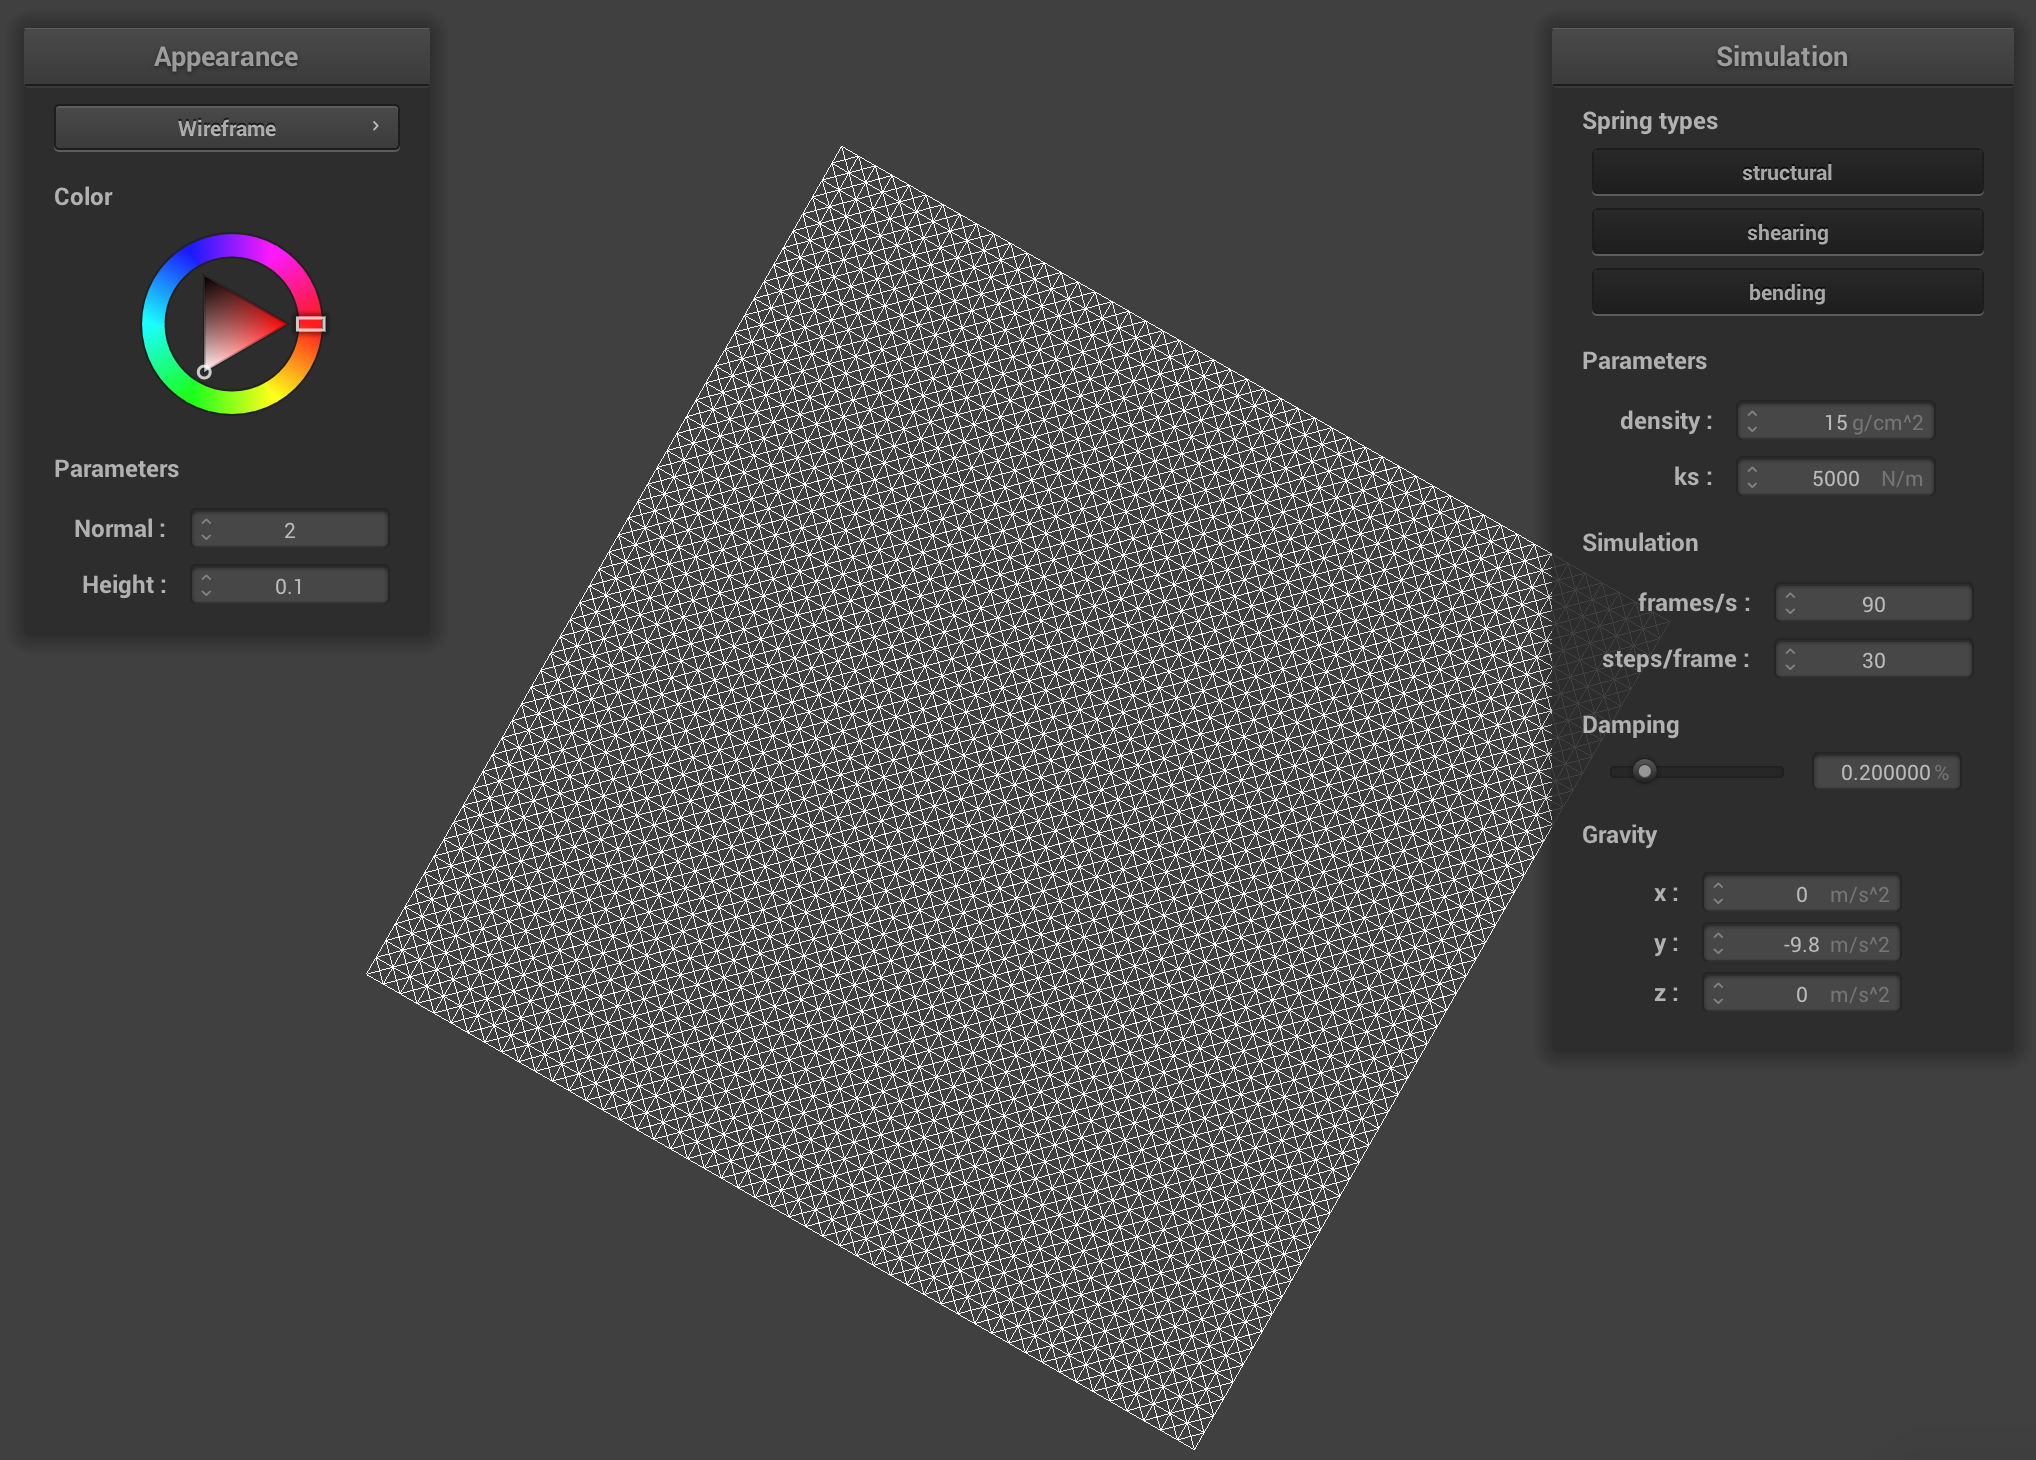 Appearance
Wireframe
Color
Parameters
Normal : 2
Height : 0.1
Simulation
Spring types
structural
shearing
bending
Parameters
density : 15 g/cm^2
ks : 5000 N/m
Simulation
frames/s : 90
steps/frame : 30
Damping
0.200000 %
Gravity
x : 0 m/s^2
y : -9.8 m/s^2
z : 0 m/s^2